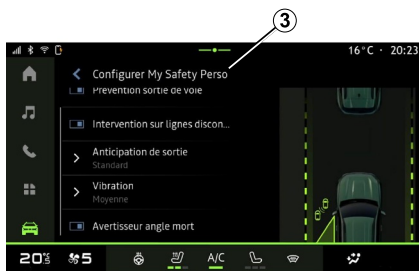 3
16°C · 20:23
Configurer My Safety Perso
Prévention sortie de voie
Intervention sur lignes discon...
Anticipation de sortie
Standard
Vibration
Moyenne
Avertisseur angle mort
20°5
5
A/C